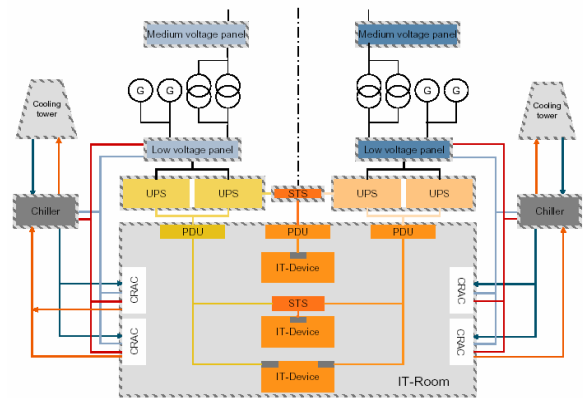 Medium voltage panel
Medium voltage panel
G
G
G
G
Cooling
tower
Cooling
tower
Low voltage panel
Low voltage panel
UPS
UPS
STS
UPS
UPS
Chiller
Chiller
PDU
PDU
PDU
IT-Device
CRAC
CRAC
STS
IT-Device
CRAC
CRAC
IT-Device
IT-Room